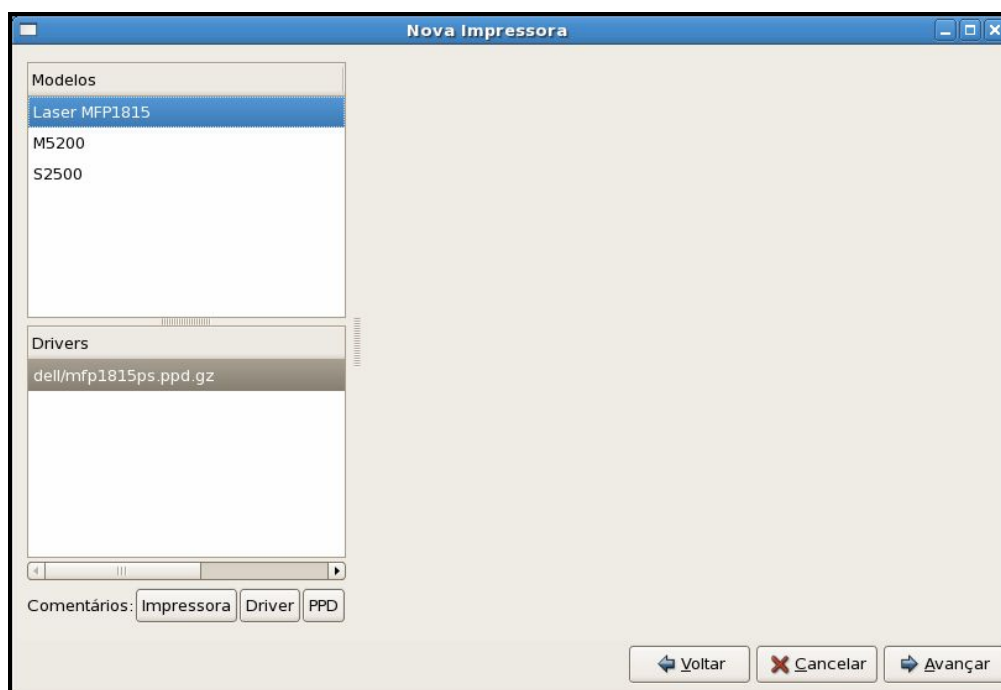 Nova Impressora
Modelos
Laser MFP1815
M5200
S2500
Drivers
dell/mfp1815ps.ppd.gz
Comentários: Impressora Driver PPD
Voltar Cancelar Avançar